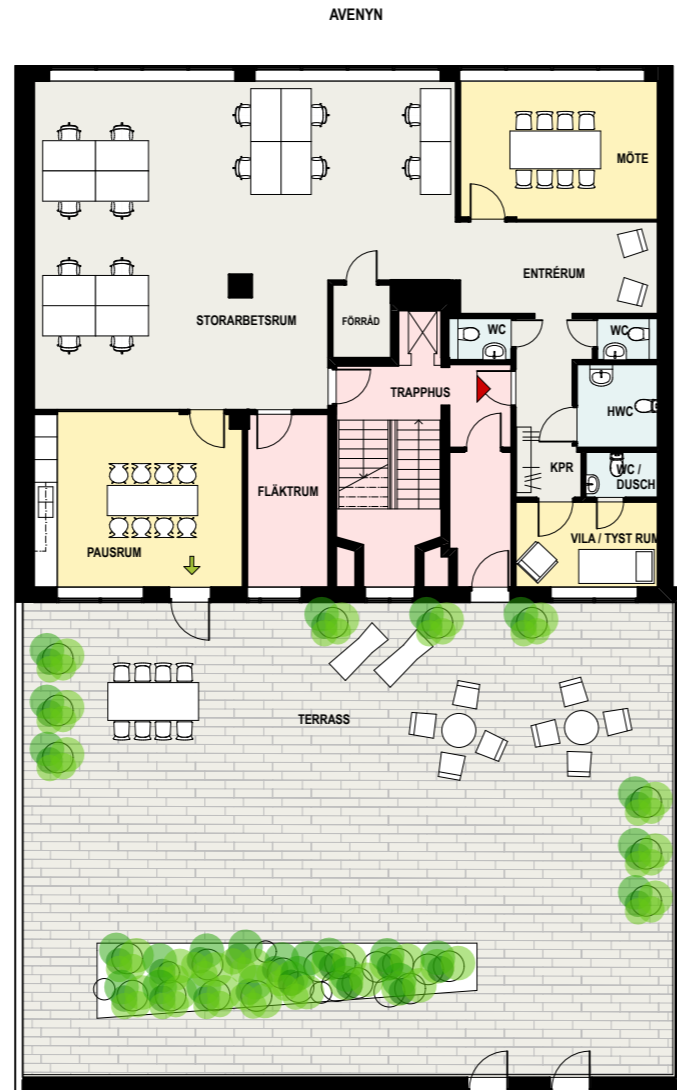 AVENYN
MÖTE
ENTRÉRUM
STORARBETSRUM
FÖRRÅD
WC
WC
TRAPPHUS
HWC
KPR
WC /
DUSCH
FLÄKTRUM
PAUSRUM
VILA / TYST RUM
TERRASS